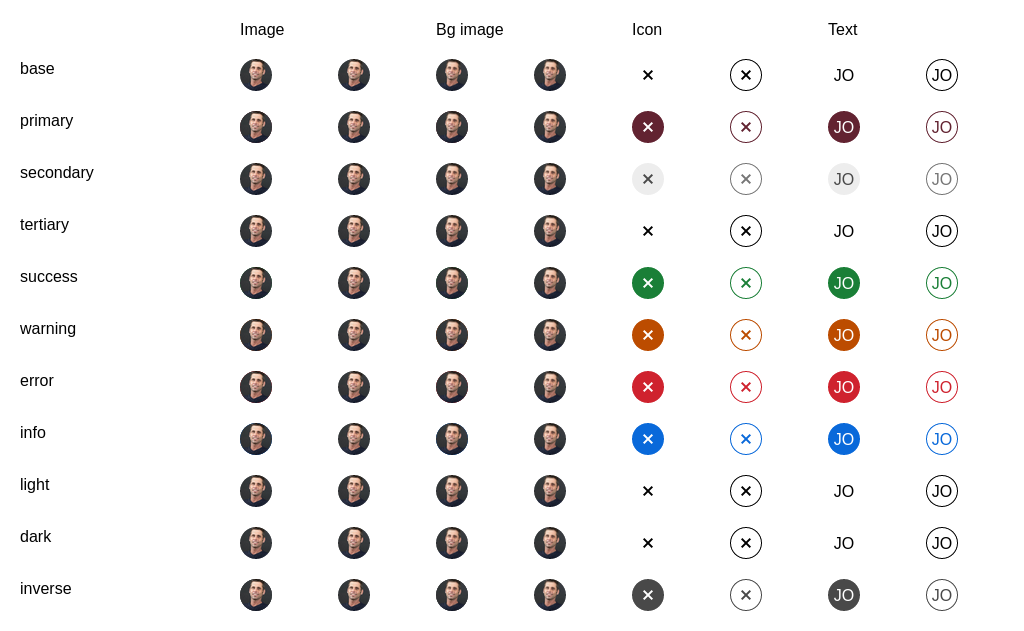 Image Bg image Icon Text
base JO JO
primary JO JO
secondary JO JO
tertiary JO JO
success JO JO
warning JO JO
error JO JO
info JO JO
light JO JO
dark JO JO
inverse JO JO